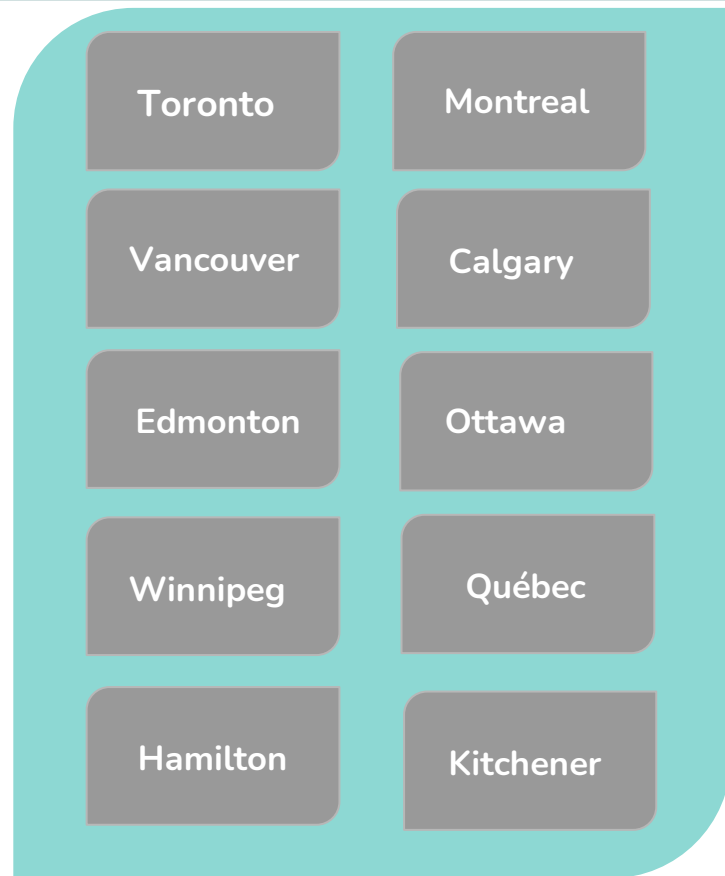 Toronto
Montreal
Vancouver
Calgary
Edmonton
Ottawa
Winnipeg
Québec
Hamilton
Kitchener